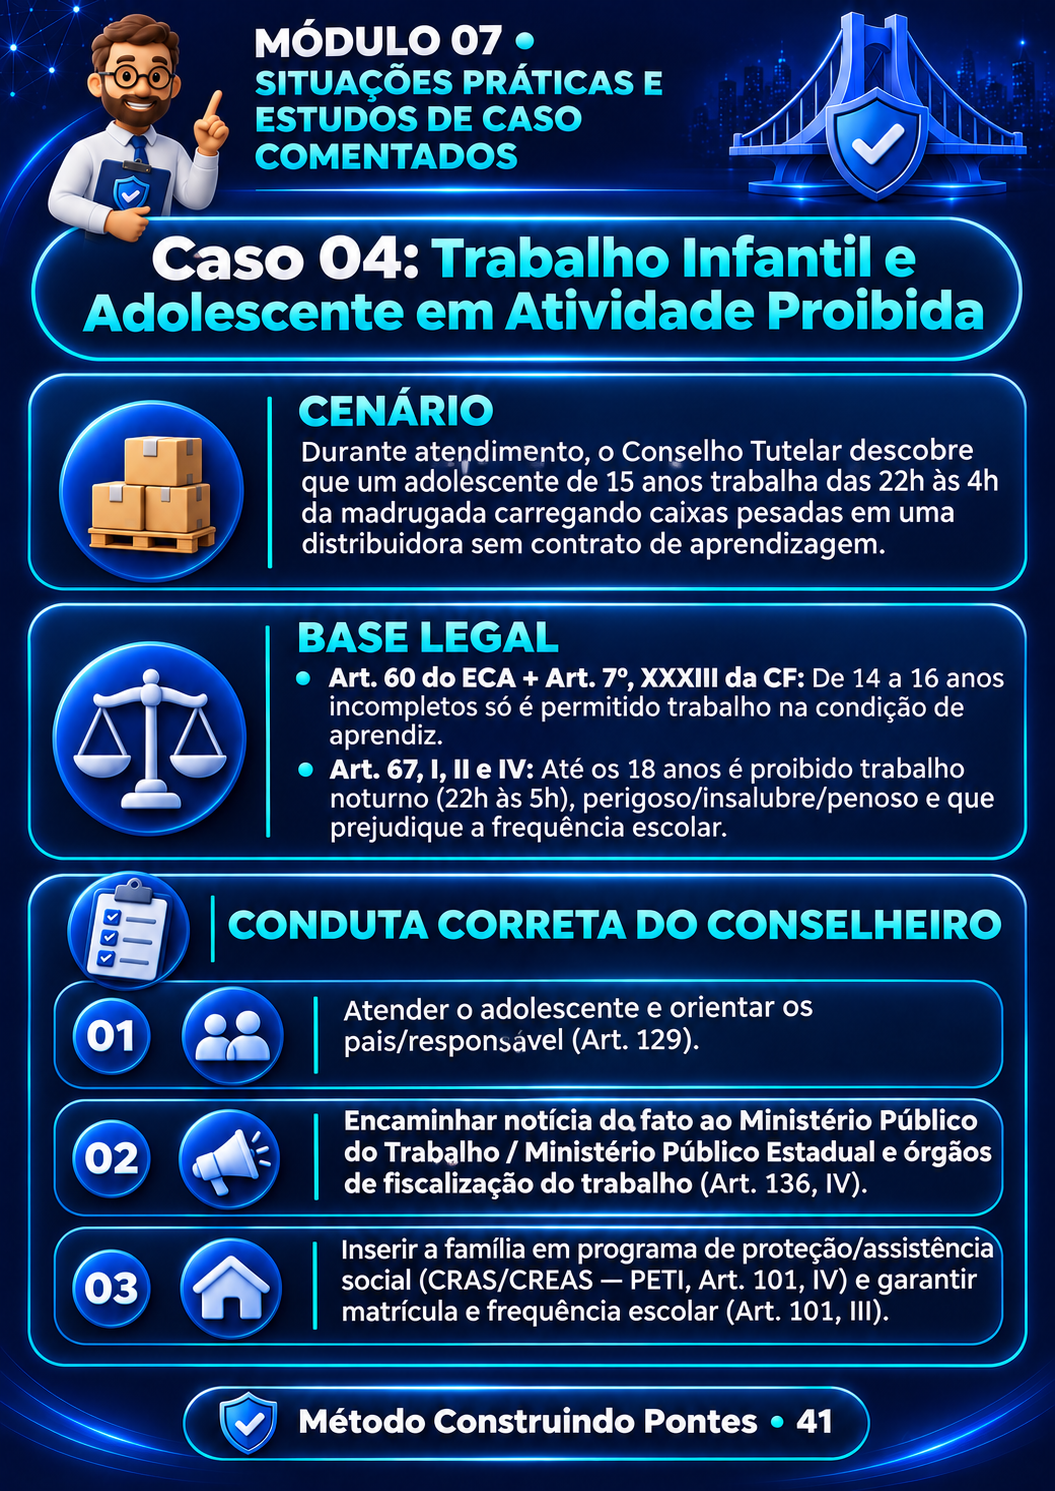 MÓDULO 07 •
SITUAÇÕES PRÁTICAS E
ESTUDOS DE CASO
COMENTADOS
Caso 04: Trabalho Infantil e
Adolescente em Atividade Proibida
CENÁRIO
Durante atendimento, o Conselho Tutelar descobre
que um adolescente de 15 anos trabalha das 22h às 4h
da madrugada carregando caixas pesadas em uma
distribuidora sem contrato de aprendizagem.
BASE LEGAL
• Art. 60 do ECA + Art. 7º, XXXIII da CF: De 14 a 16 anos
incompletos só é permitido trabalho na condição de
aprendiz.
• Art. 67, I, II e IV: Até os 18 anos é proibido trabalho
noturno (22h às 5h), perigoso/insalubre/penoso e que
prejudique a frequência escolar.
CONDUTA CORRETA DO CONSELHEIRO
01
Atender o adolescente e orientar os
pais/responsável (Art. 129).
02
Encaminhar notícia do fato ao Ministério Público
do Trabalho / Ministério Público Estadual e órgãos
de fiscalização do trabalho (Art. 136, IV).
03
Inserir a família em programa de proteção/assistência
social (CRAS/CREAS — PETI, Art. 101, IV) e garantir
matrícula e frequência escolar (Art. 101, III).
Método Construindo Pontes • 41